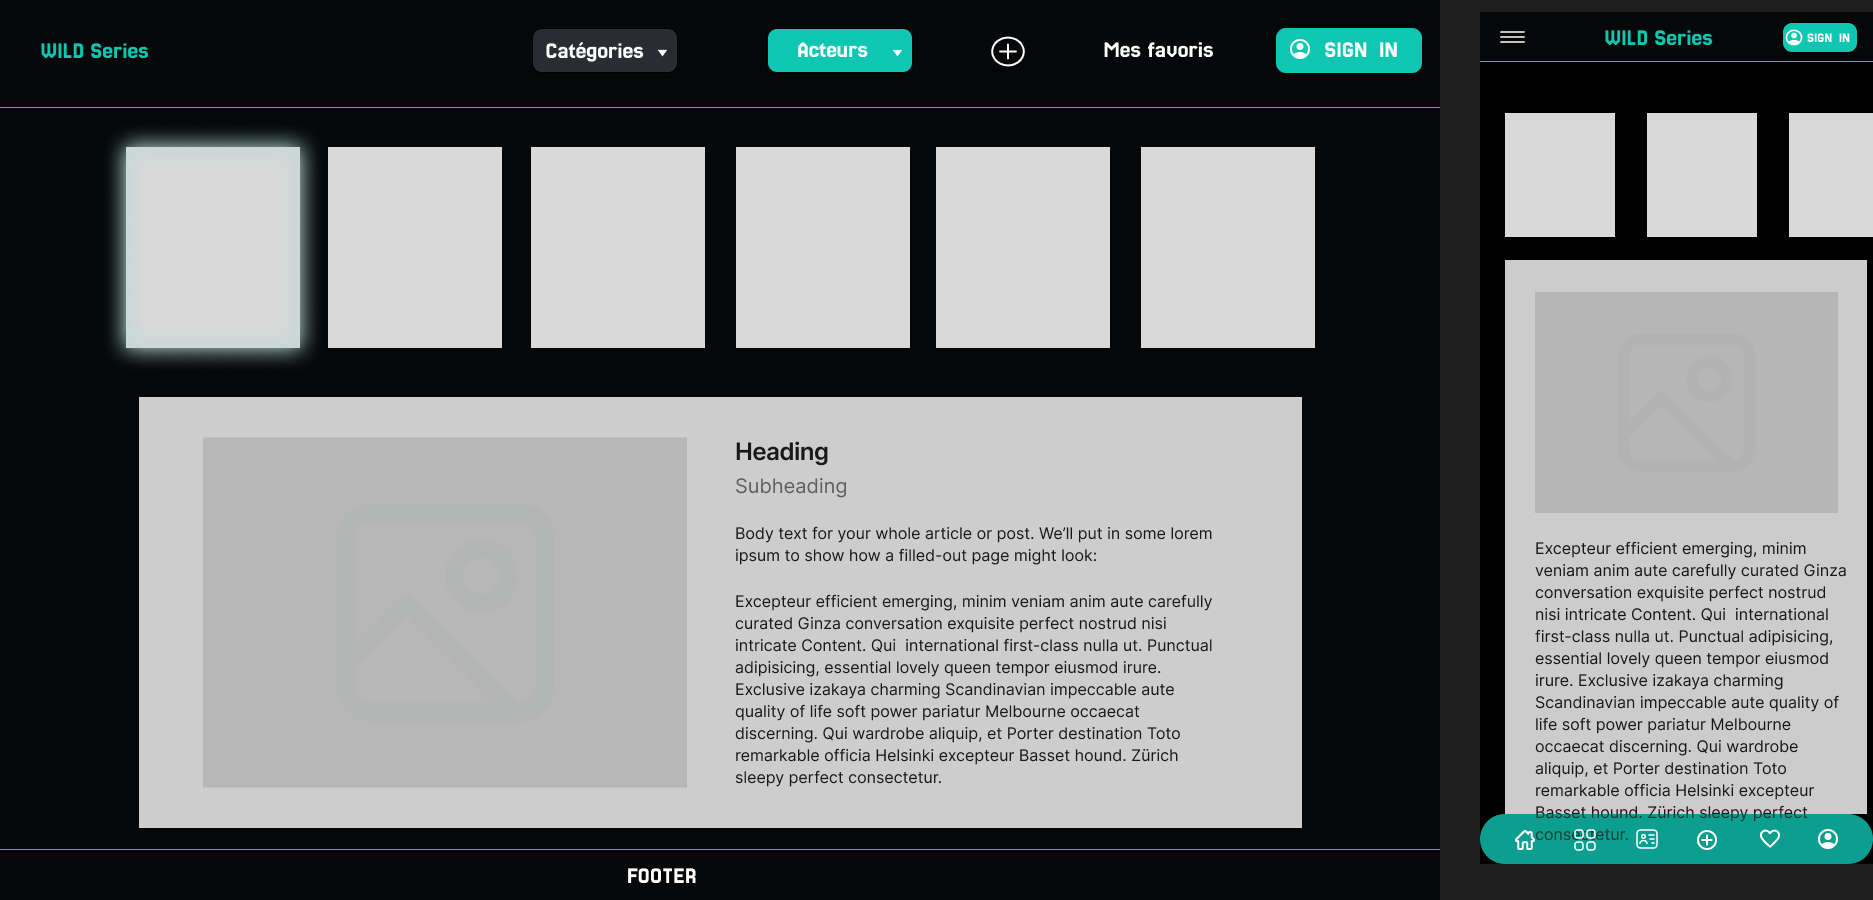 WILD Series
Catégories
Acteurs
Mes favoris
SIGN IN
Heading
Subheading
Body text for your whole article or post. We’ll put in some lorem
ipsum to show how a filled-out page might look:
Excepteur efficient emerging, minim veniam anim aute carefully
curated Ginza conversation exquisite perfect nostrud nisi
intricate Content. Qui  international first-class nulla ut. Punctual
adipisicing, essential lovely queen tempor eiusmod irure.
Exclusive izakaya charming Scandinavian impeccable aute
quality of life soft power pariatur Melbourne occaecat
discerning. Qui wardrobe aliquip, et Porter destination Toto
remarkable officia Helsinki excepteur Basset hound. Zürich
sleepy perfect consectetur.
FOOTER
WILD Series
SIGN IN
Excepteur efficient emerging, minim
veniam anim aute carefully curated Ginza
conversation exquisite perfect nostrud
nisi intricate Content. Qui  international
first-class nulla ut. Punctual adipisicing,
essential lovely queen tempor eiusmod
irure. Exclusive izakaya charming
Scandinavian impeccable aute quality of
life soft power pariatur Melbourne
occaecat discerning. Qui wardrobe
aliquip, et Porter destination Toto
remarkable officia Helsinki excepteur
Basset hound. Zürich sleepy perfect
consectetur.